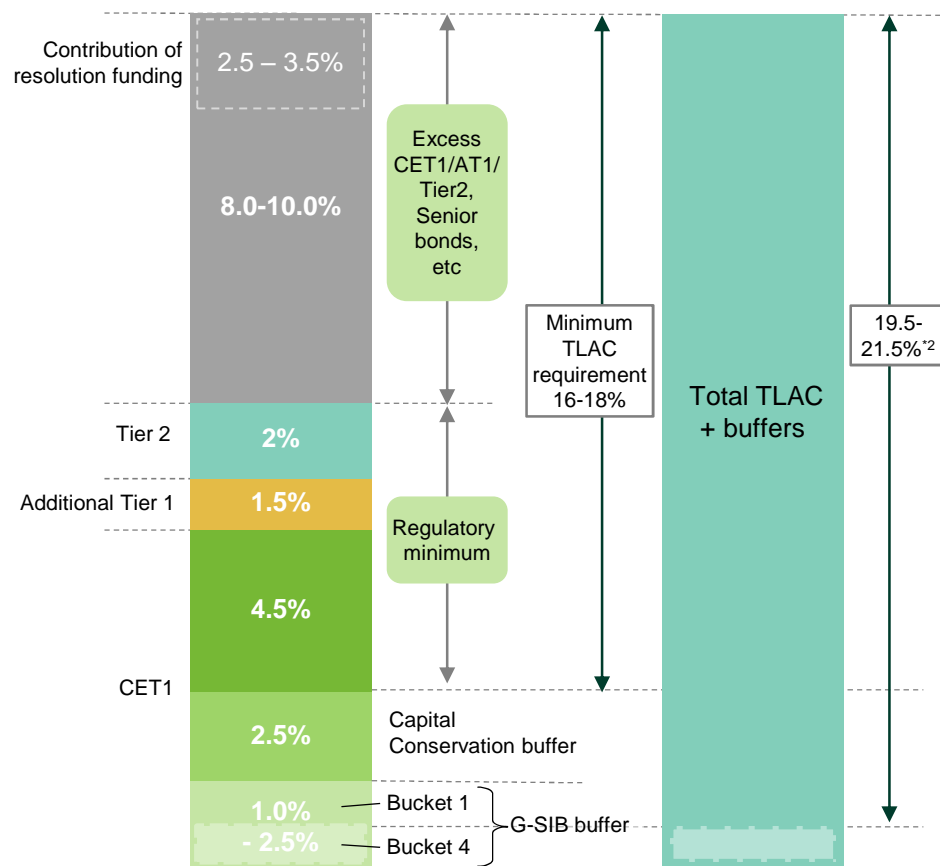 Contribution of
resolution funding
2.5 – 3.5%
8.0-10.0%
Excess
CET1/AT1/
Tier2,
Senior
bonds,
etc
Minimum
TLAC
requirement
16-18%
Total TLAC
+ buffers
19.5-
21.5%*2
Tier 2
2%
Additional Tier 1
1.5%
Regulatory
minimum
4.5%
CET1
2.5%
Capital
Conservation buffer
1.0%
- 2.5%
Bucket 1
Bucket 4
G-SIB buffer